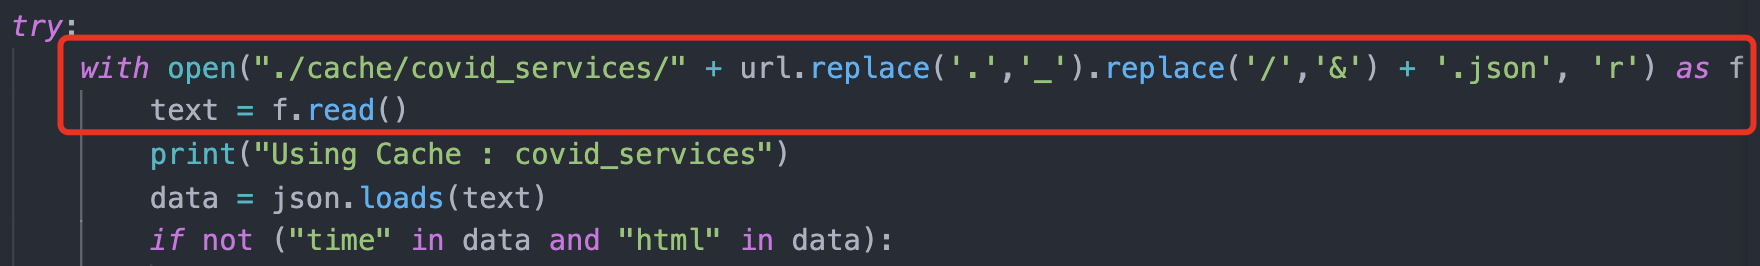 try:
with open("./cache/covid_services/" + url.replace('.','_').replace('/','&') + '.json', 'r') as f
text = f.read()
print("Using Cache : covid_services")
data = json.loads(text)
if not ("time" in data and "html" in data):